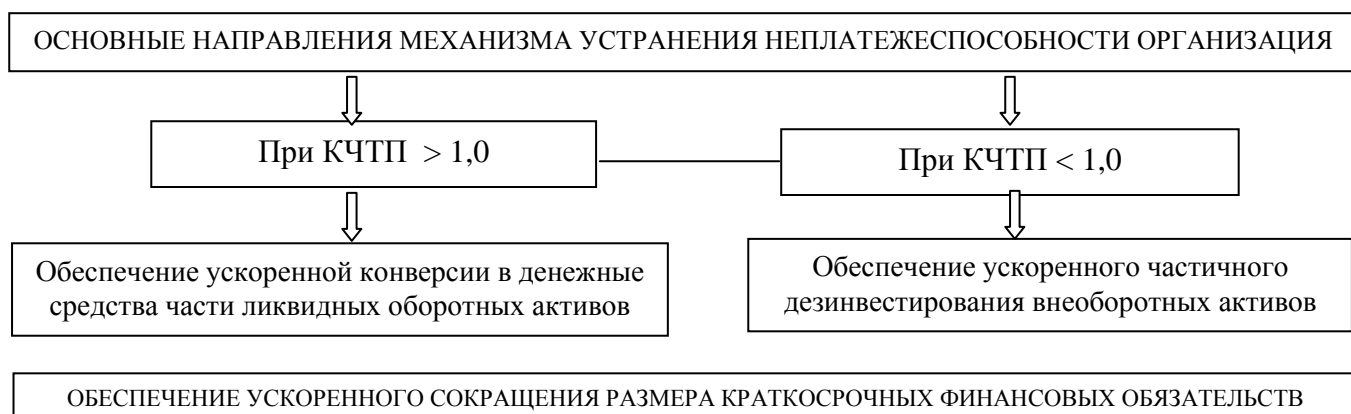 ОСНОВНЫЕ НАПРАВЛЕНИЯ МЕХАНИЗМА УСТРАНЕНИЯ НЕПЛАТЕЖЕСПОСОБНОСТИ ОРГАНИЗАЦИЯ
При КЧТП > 1,0
При КЧТП < 1,0
Обеспечение ускоренной конверсии в денежные
средства части ликвидных оборотных активов
Обеспечение ускоренного частичного
дезинвестирования внеоборотных активов
ОБЕСПЕЧЕНИЕ УСКОРЕННОГО СОКРАЩЕНИЯ РАЗМЕРА КРАТКОСРОЧНЫХ ФИНАНСОВЫХ ОБЯЗАТЕЛЬСТВ